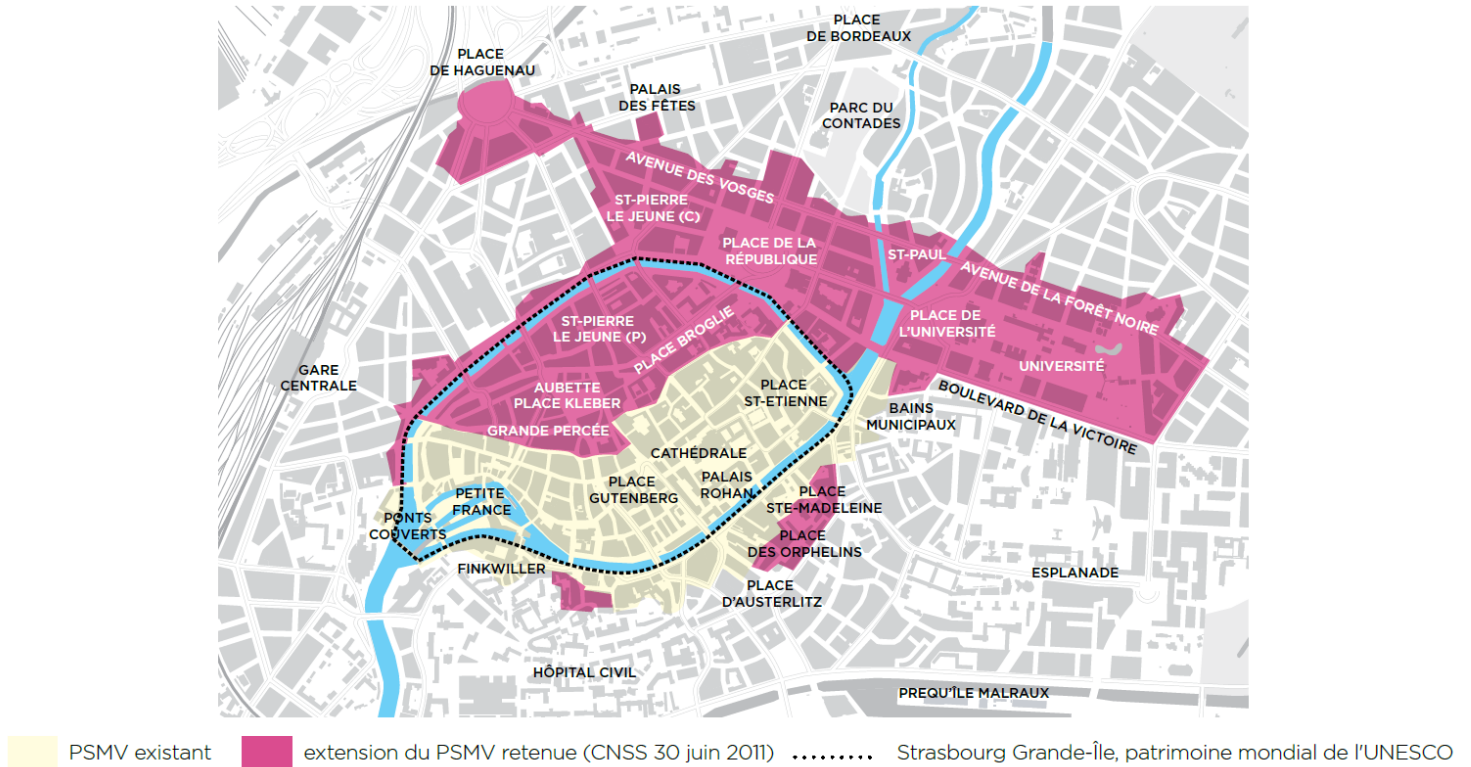 PLACE
DE BORDEAUX
PLACE
DE HAGUENAU
PALAIS
DES FÊTES
PARC DU
CONTADES
AVENUE DES VOSGES
ST-PIERRE
LE JEUNE (C)
PLACE DE LA
RÉPUBLIQUE
ST-PAUL
AVENUE DE LA FORÊT NOIRE
ST-PIERRE
LE JEUNE (P)
PLACE BROGLIE
PLACE DE
L'UNIVERSITÉ
UNIVERSITÉ
GARE
CENTRALE
AUBETTE
PLACE KLEBER
PLACE
ST-ETIENNE
BAINS
MUNICIPAUX
BOULEVARD DE LA VICTOIRE
GRANDE PERCÉE
CATHÉDRALE
PLACE
GUTENBERG
PALAIS
ROHAN
PETITE
FRANCE
PLACE
STE-MADELEINE
PONTS
COUVERTS
PLACE
DES ORPHELINS
FINKWILLER
ESPLANADE
PLACE
D'AUSTERLITZ
HÔPITAL CIVIL
PREQU'ÎLE MALRAUX
PSMV existant
extension du PSMV retenue (CNSS 30 juin 2011)
Strasbourg Grande-Île, patrimoine mondial de l'UNESCO